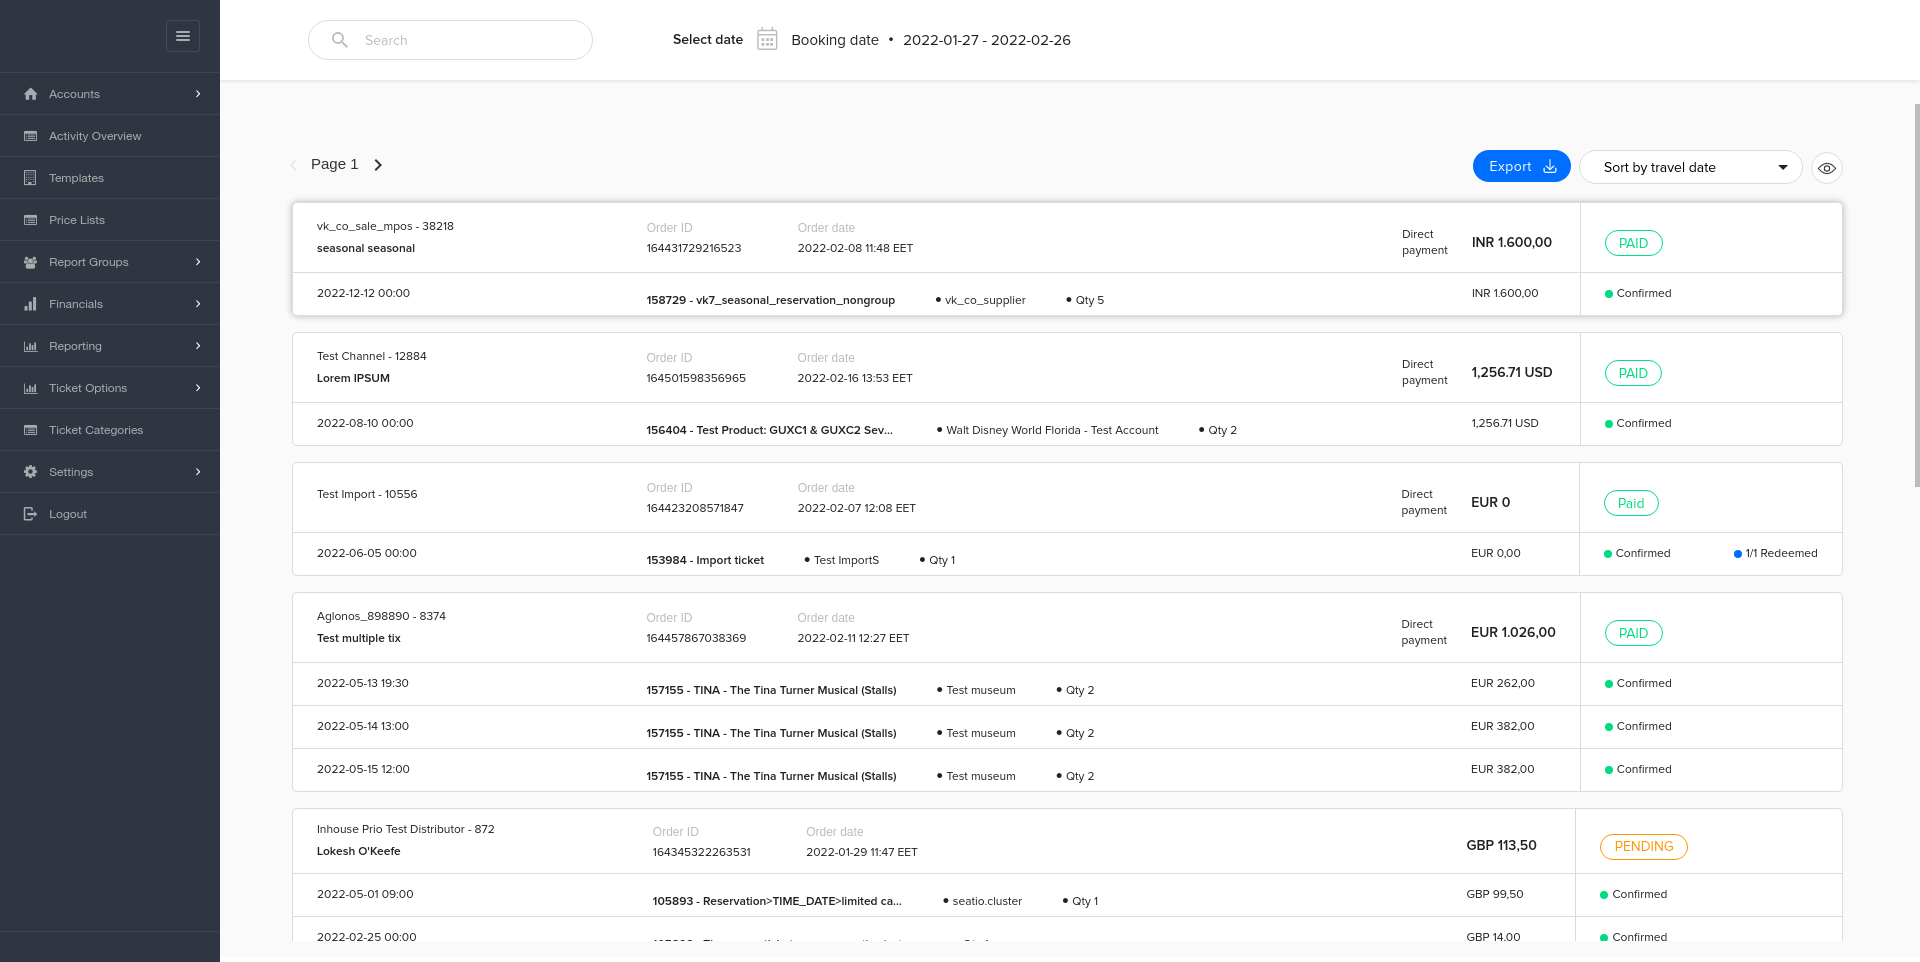 Search
Select date
Booking date • 2022-01-27 - 2022-02-26
Accounts
Activity Overview
Templates
Price Lists
Report Groups
Financials
Reporting
Ticket Options
Ticket Categories
Settings
Logout
Page 1
Export
Sort by travel date
vk_co_sale_mpos - 38218
seasonal seasonal
Order ID
164431729216523
Order date
2022-02-08 11:48 EET
Direct
payment
INR 1.600,00
PAID
2022-12-12 00:00
158729 - vk7_seasonal_reservation_nongroup
• vk_co_supplier
• Qty 5
INR 1.600,00
Confirmed
Test Channel - 12884
Lorem IPSUM
Order ID
164501598356965
Order date
2022-02-16 13:53 EET
Direct
payment
1,256.71 USD
PAID
2022-08-10 00:00
156404 - Test Product: GUXC1 & GUXC2 Sev...
• Walt Disney World Florida - Test Account
• Qty 2
1,256.71 USD
Confirmed
Test Import - 10556
Order ID
164423208571847
Order date
2022-02-07 12:08 EET
Direct
payment
EUR 0
Paid
2022-06-05 00:00
153984 - Import ticket
• Test ImportS
• Qty 1
EUR 0,00
Confirmed
1/1 Redeemed
Aglonos_898890 - 8374
Test multiple tix
Order ID
164457867038369
Order date
2022-02-11 12:27 EET
Direct
payment
EUR 1.026,00
PAID
2022-05-13 19:30
157155 - TINA - The Tina Turner Musical (Stalls)
• Test museum
• Qty 2
EUR 262,00
Confirmed
2022-05-14 13:00
157155 - TINA - The Tina Turner Musical (Stalls)
• Test museum
• Qty 2
EUR 382,00
Confirmed
2022-05-15 12:00
157155 - TINA - The Tina Turner Musical (Stalls)
• Test museum
• Qty 2
EUR 382,00
Confirmed
Inhouse Prio Test Distributor - 872
Lokesh O'Keefe
Order ID
164345322263531
Order date
2022-01-29 11:47 EET
GBP 113,50
PENDING
2022-05-01 09:00
105893 - Reservation>TIME_DATE>limited ca...
• seatio.cluster
• Qty 1
GBP 99,50
Confirmed
2022-02-25 00:00
GBP 14,00
Confirmed